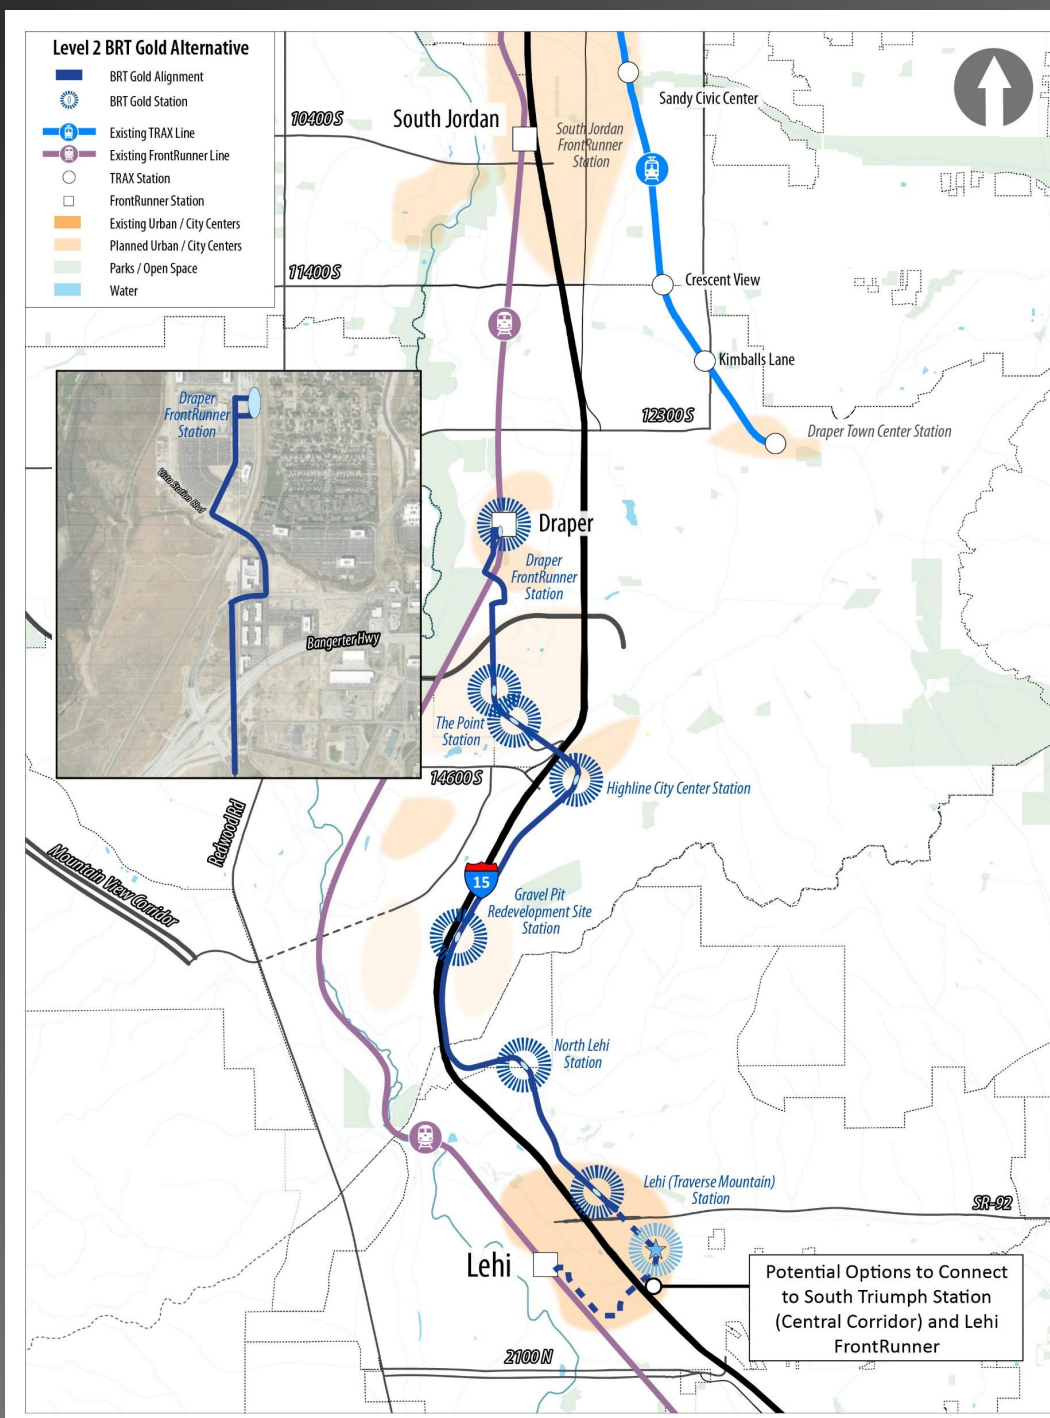 Level 2 BRT Gold Alternative
BRT Gold Alignment
BRT Gold Station
Existing TRAX Line
Existing FrontRunner Line
TRAX Station
FrontRunner Station
Existing Urban / City Centers
Planned Urban / City Centers
Parks / Open Space
Water
10400 S
South Jordan
South Jordan
FrontRunner
Station
Sandy Civic Center
11400 S
Crescent View
Kimballs Lane
12300 S
Draper Town Center Station
Draper
FrontRunner
Station
Vista Station Blvd
Bangerter Hwy
Draper
Draper
FrontRunner
Station
The Point
Station
14600 S
Highline City Center Station
Redwood Rd
Mountain View Corridor
15
Gravel Pit
Redevelopment Site
Station
North Lehi
Station
Lehi (Traverse Mountain)
Station
SR-92
Lehi
Potential Options to Connect
to South Triumph Station
(Central Corridor) and Lehi
FrontRunner
2100 N